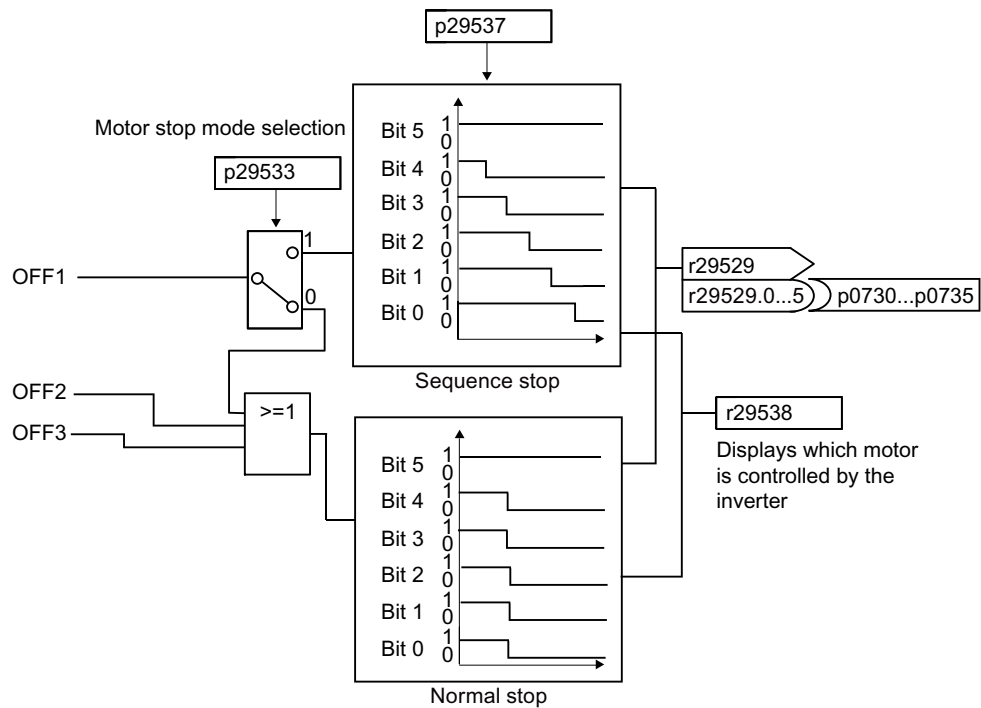 p29537
Motor stop mode selection
p29533
OFF1
1
0
Bit 5 1 0
Bit 4 1 0
Bit 3 1 0
Bit 2 1 0
Bit 1 1 0
Bit 0 1 0
Sequence stop
r29529
r29529.0...5
p0730...p0735
OFF2
OFF3
>=1
r29538
Displays which motor
is controlled by the
inverter
Bit 5 1 0
Bit 4 1 0
Bit 3 1 0
Bit 2 1 0
Bit 1 1 0
Bit 0 1 0
Normal stop